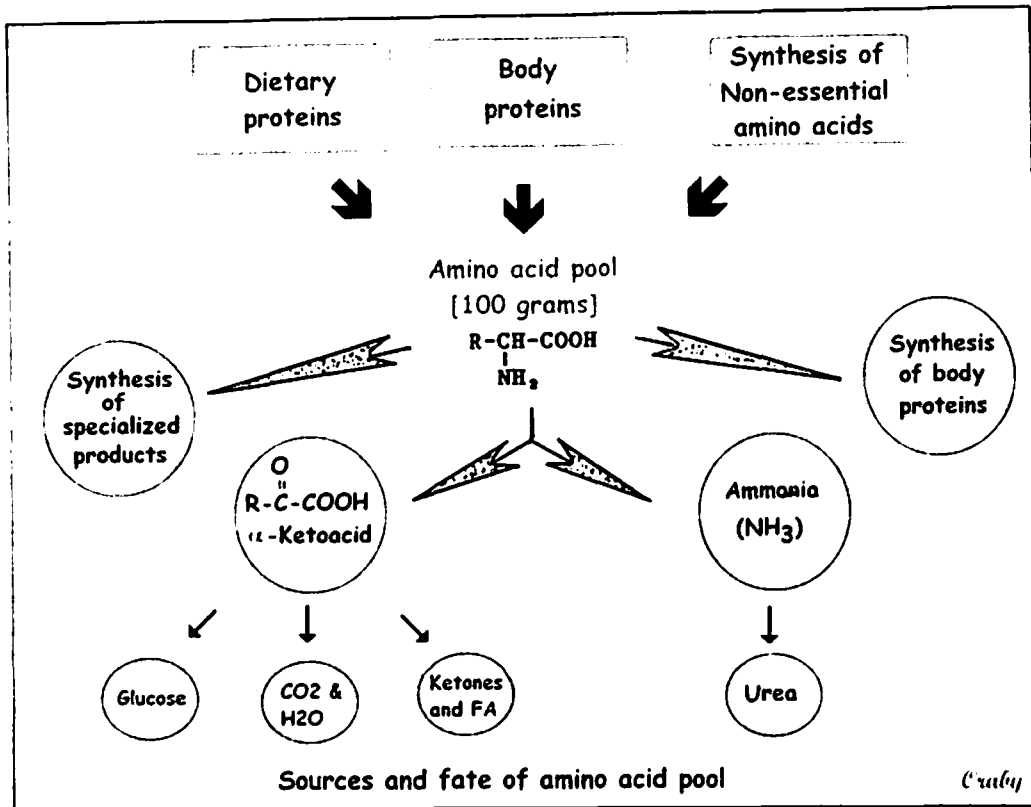 Dietary
proteins
Body
proteins
Synthesis of
Non-essential
amino acids
Amino acid pool
[100 grams]
R-CH-COOH
NH₂
Synthesis
of
specialized
products
Synthesis
of body
proteins
O
R-C-COOH
α-Ketoacid
Ammonia
(NH₃)
Glucose
CO2 &
H2O
Ketones
and FA
Urea
Sources and fate of amino acid pool